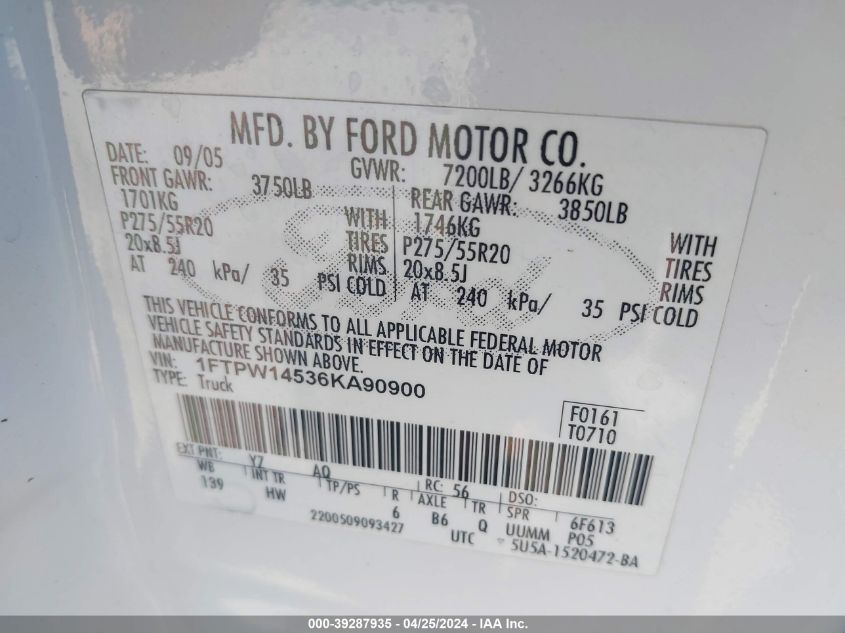 MFD. BY FORD MOTOR CO.
DATE: 09/05 GVWR: 7200LB/ 3266KG
FRONT GAWR: 3750LB REAR GAWR: 3850LB
1701KG WITH 1746KG WITH
P275/55R20 TIRES P275/55R20 TIRES
20x8.5J RIMS 20x8.5J RIMS
AT 240 kPa/ 35 PSI COLD AT 240 kPa/ 35 PSI COLD
THIS VEHICLE CONFORMS TO ALL APPLICABLE FEDERAL MOTOR
VEHICLE SAFETY STANDARDS IN EFFECT ON THE DATE OF
MANUFACTURE SHOWN ABOVE.
VIN: 1FTPW14536KA90900
TYPE: Truck
F0161
T0710
EXT PNT: YZ AQ RC: 56 DSO:
WB INT TR TP/PS R AXLE TR SPR 6F613
139 HW 6 B6 Q UUMM P05
2200509093427 UTC 5U5A-1520472-BA
000-39287935 - 04/25/2024 - IAA Inc.